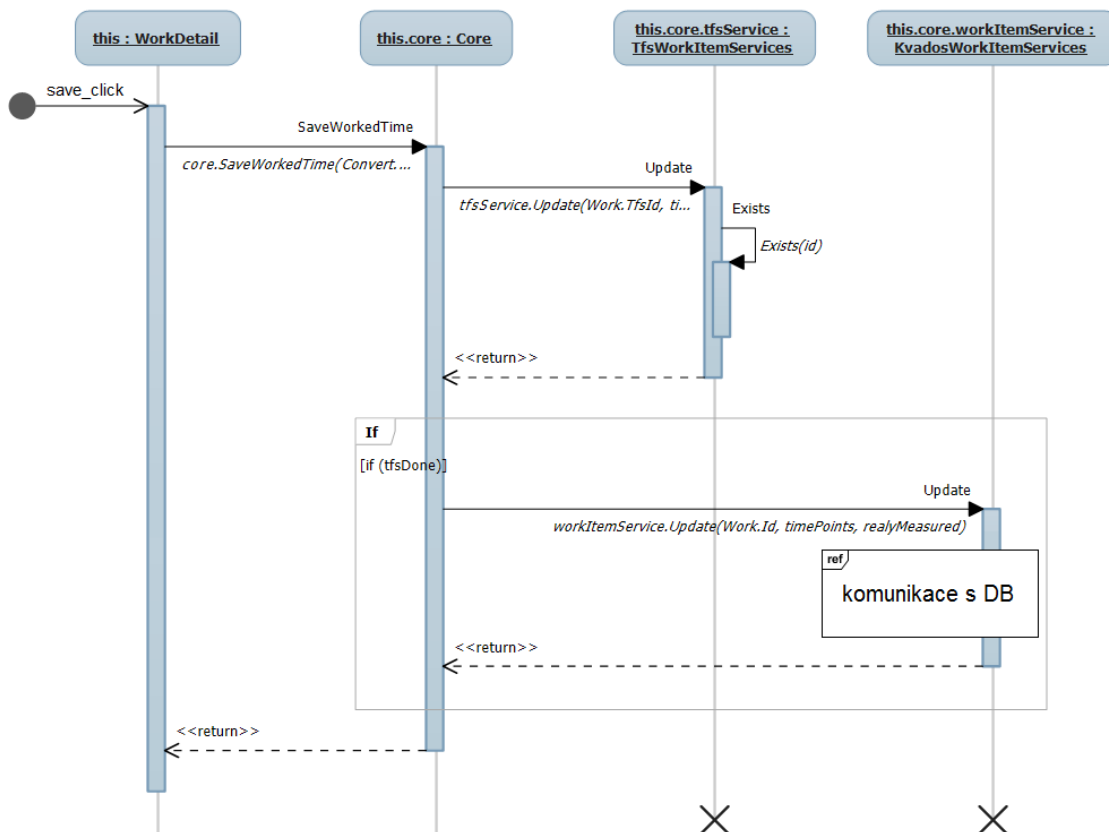 this : WorkDetail
this.core : Core
this.core.tfsService :
TfsWorkItemServices
this.core.workItemService :
KvadosWorkItemServices
save_click
SaveWorkedTime
core.SaveWorkedTime(Convert....
Update
tfsService.Update(Work.TfsId, ti...
Exists
Exists(id)
<<return>>
If
[if (tfsDone)]
Update
workItemService.Update(Work.Id, timePoints, realyMeasured)
ref
komunikace s DB
<<return>>
<<return>>